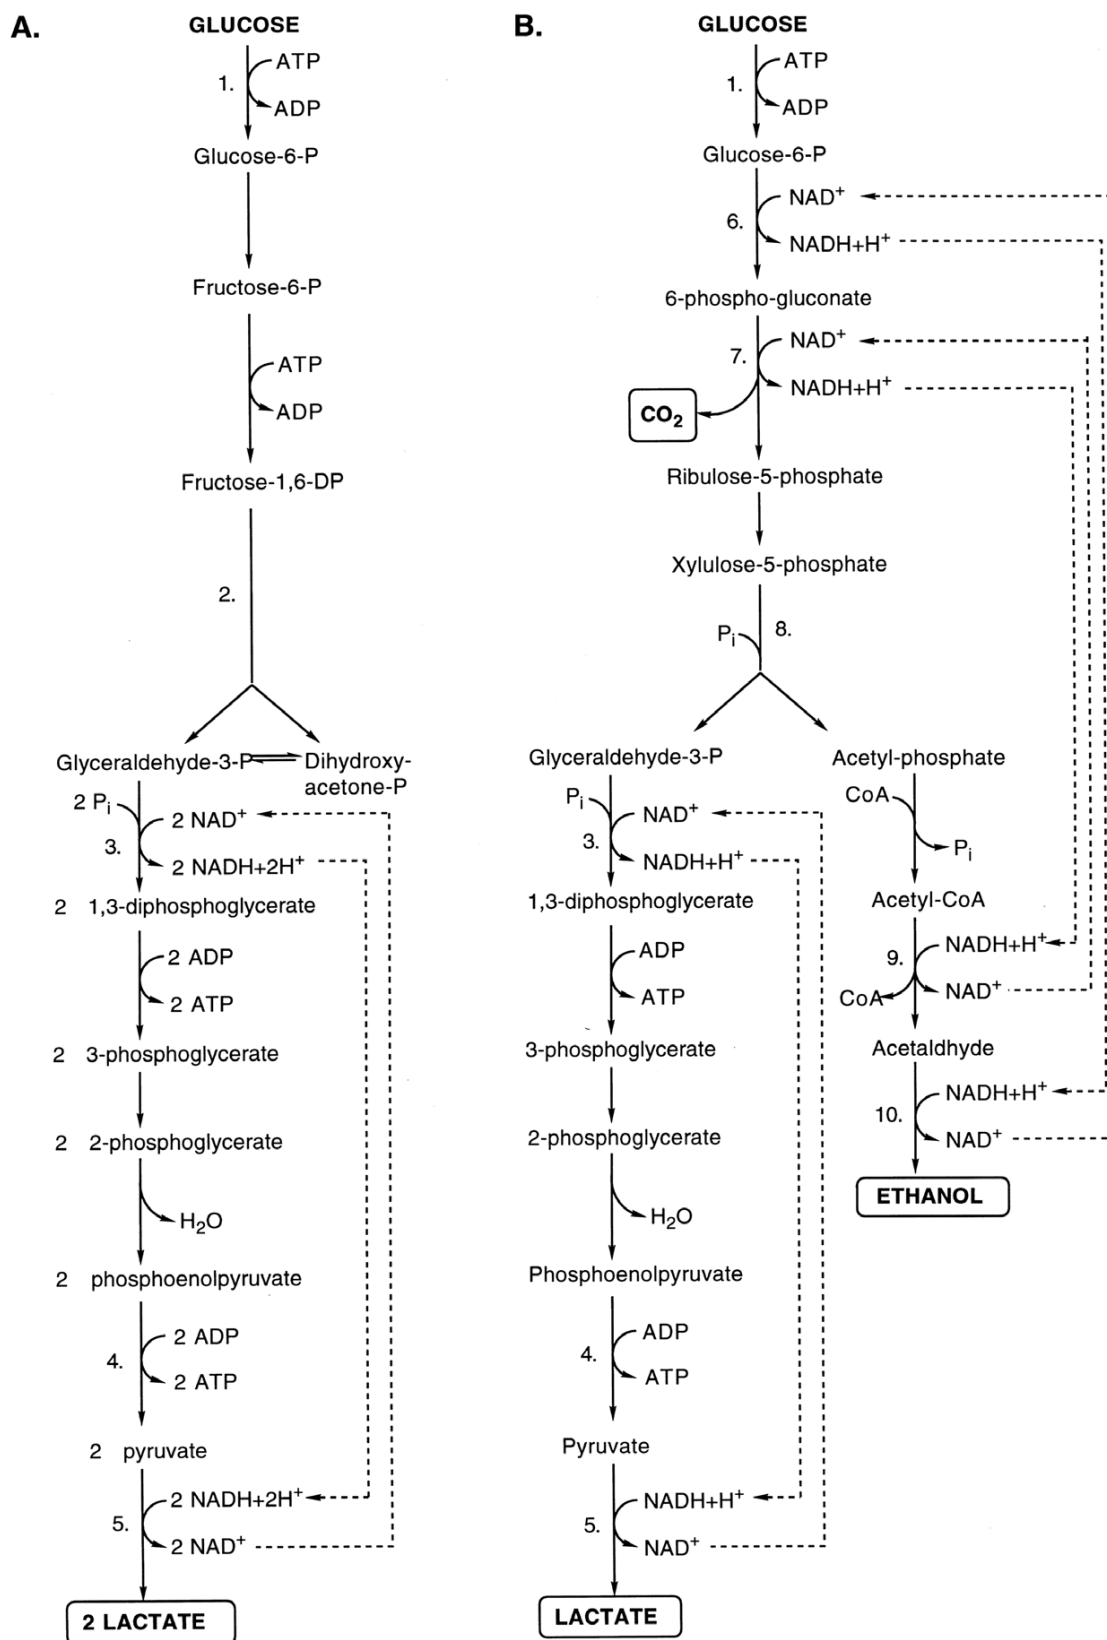 A.
GLUCOSE
ATP
1.
ADP
Glucose-6-P
Fructose-6-P
ATP
ADP
Fructose-1,6-DP
2.
Glyceraldehyde-3-P
Dihydroxy-
acetone-P
2 Pi
2 NAD+
3.
2 NADH+2H+
2 1,3-diphosphoglycerate
2 ADP
2 ATP
2 3-phosphoglycerate
2 2-phosphoglycerate
H2O
2 phosphoenolpyruvate
2 ADP
4.
2 ATP
2 pyruvate
2 NADH+2H+
5.
2 NAD+
2 LACTATE
B.
GLUCOSE
ATP
1.
ADP
Glucose-6-P
NAD+
6.
NADH+H+
6-phospho-gluconate
NAD+
7.
NADH+H+
CO2
Ribulose-5-phosphate
Xylulose-5-phosphate
Pi
8.
Glyceraldehyde-3-P
Pi
NAD+
3.
NADH+H+
1,3-diphosphoglycerate
ADP
ATP
3-phosphoglycerate
2-phosphoglycerate
H2O
Phosphoenolpyruvate
ADP
4.
ATP
Pyruvate
NADH+H+
5.
NAD+
LACTATE
Acetyl-phosphate
CoA
Pi
Acetyl-CoA
NADH+H+
9.
CoA
NAD+
Acetaldhyde
NADH+H+
10.
NAD+
ETHANOL